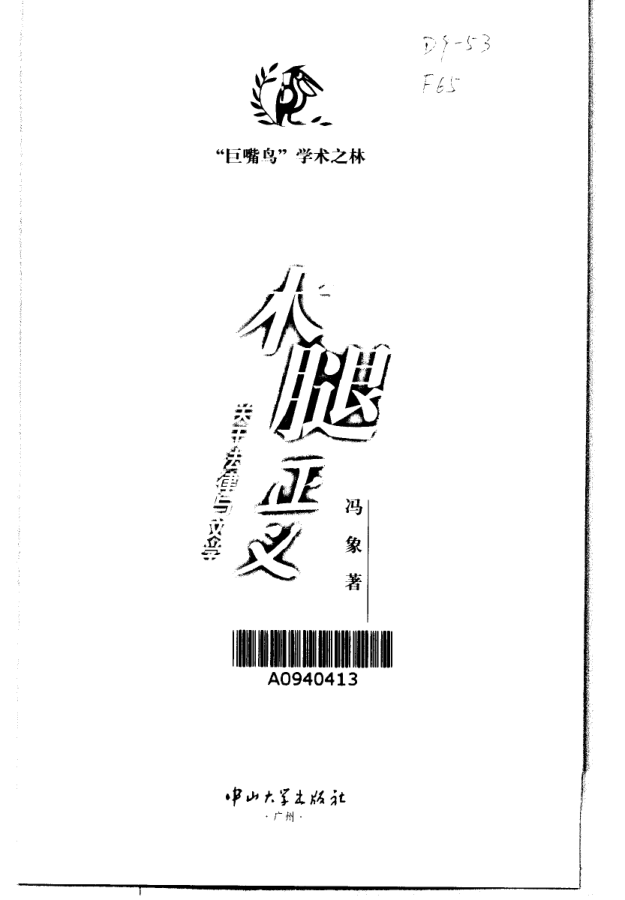 D9-53
F65
“巨嘴鸟”学术之林
木腿
正义
关于法律与文学
冯象著
A0940413
中山大学出版社
·广州·